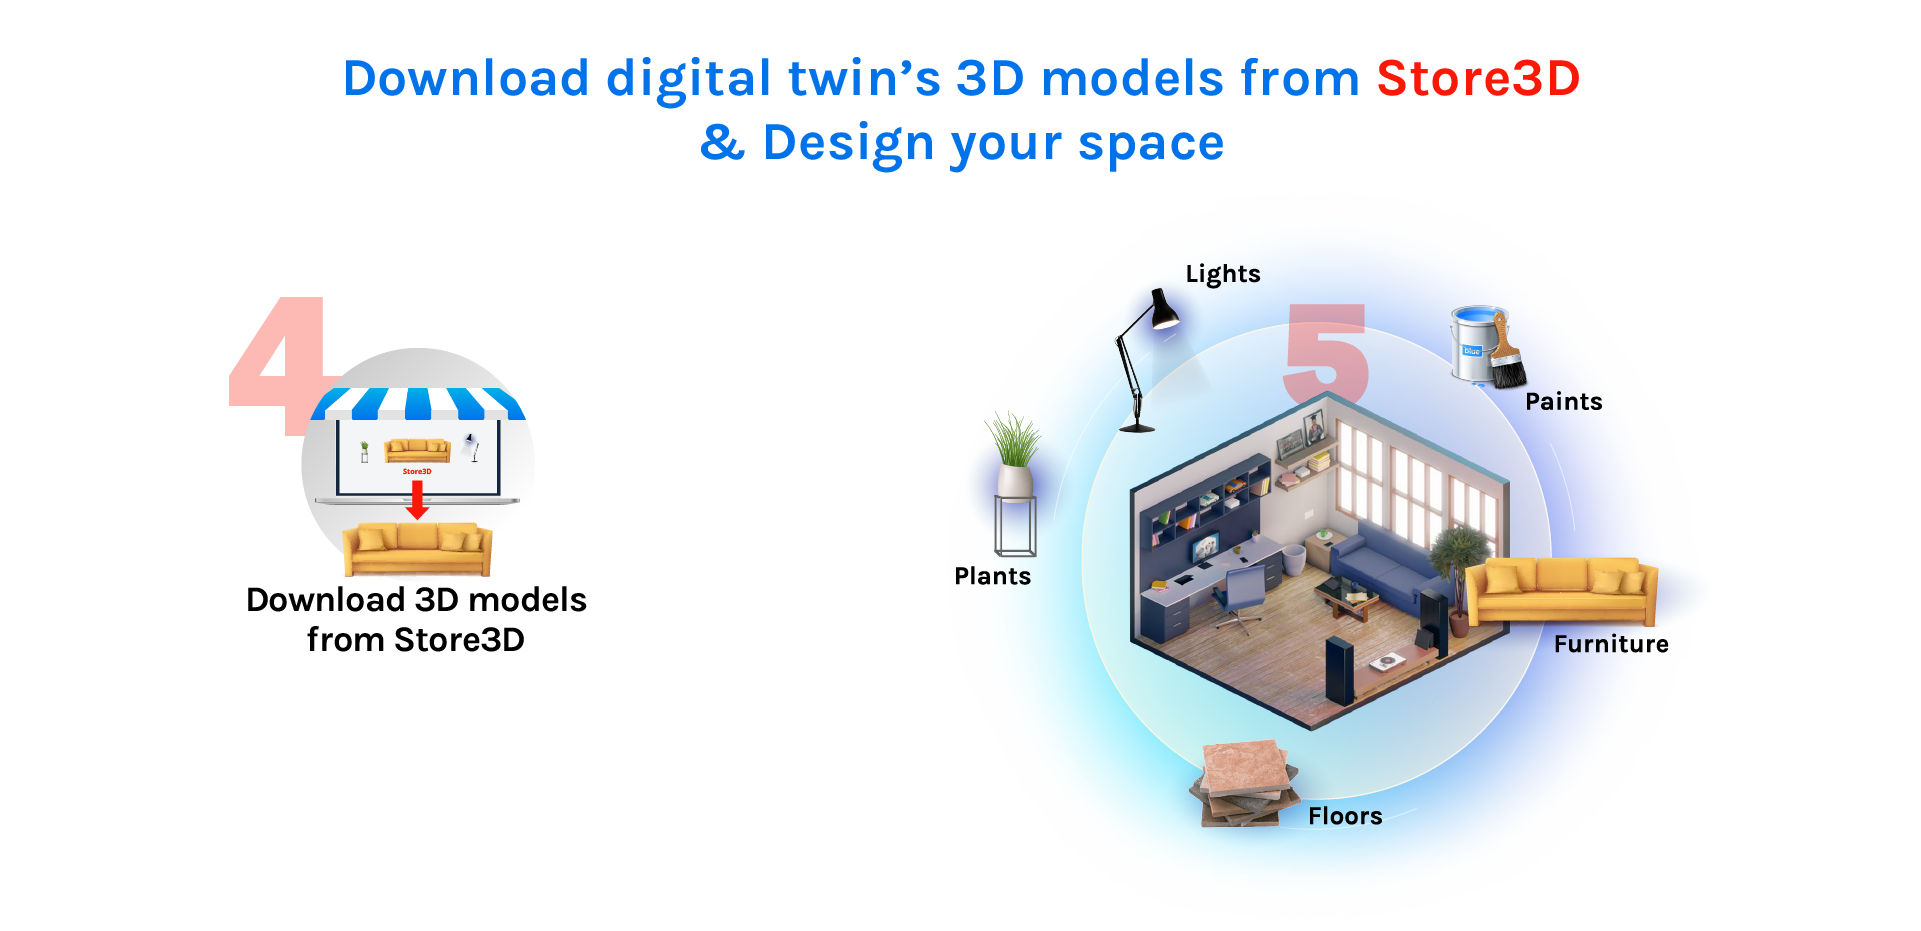 Download digital twin’s 3D models from Store3D
& Design your space
4
Store3D
Download 3D models
from Store3D
5
Lights
blue
Paints
Plants
Furniture
Floors